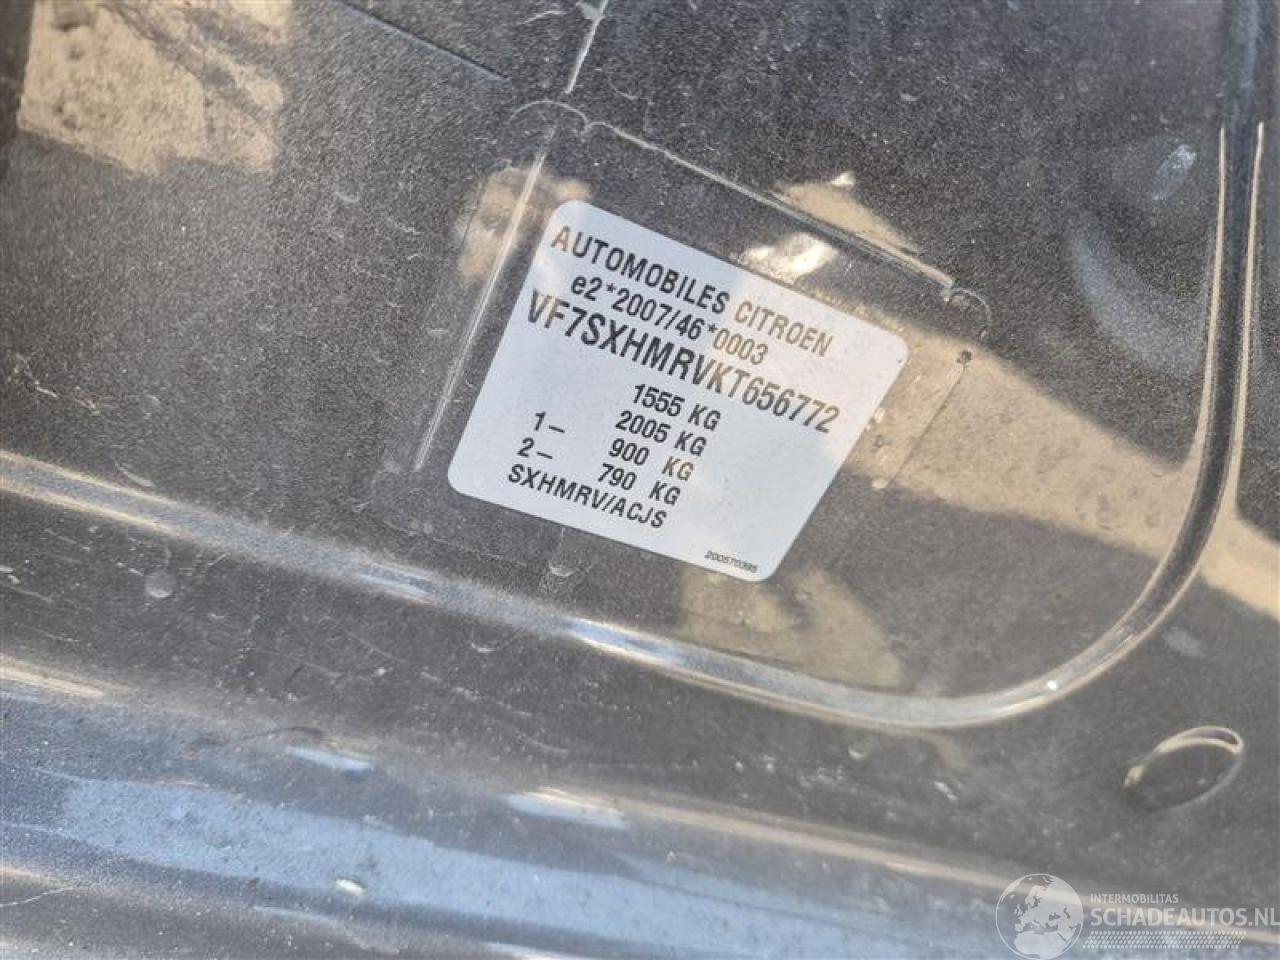 AUTOMOBILES CITROEN
e2*2007/46*0003
VF7SXHMRVKT656772
1555 KG
1– 2005 KG
2– 900 KG
790 KG
SXHMRV/ACJS
200570395
INTERMOBILITAS
SCHADEAUTOS.NL